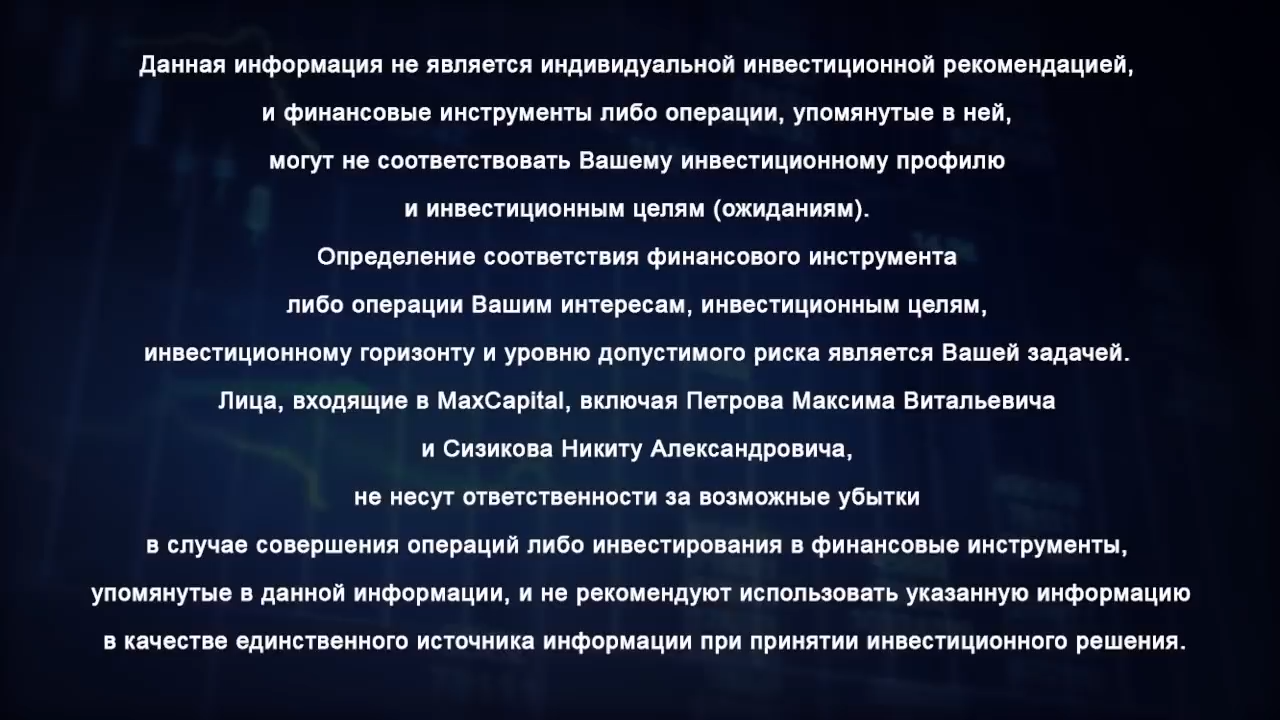 Данная информация не является индивидуальной инвестиционной рекомендацией,
и финансовые инструменты либо операции, упомянутые в ней,
могут не соответствовать Вашему инвестиционному профилю
и инвестиционным целям (ожиданиям).
Определение соответствия финансового инструмента
либо операции Вашим интересам, инвестиционным целям,
инвестиционному горизонту и уровню допустимого риска является Вашей задачей.
Лица, входящие в MaxCapital, включая Петрова Максима Витальевича
и Сизикова Никиту Александровича,
не несут ответственности за возможные убытки
в случае совершения операций либо инвестирования в финансовые инструменты,
упомянутые в данной информации, и не рекомендуют использовать указанную информацию
в качестве единственного источника информации при принятии инвестиционного решения.